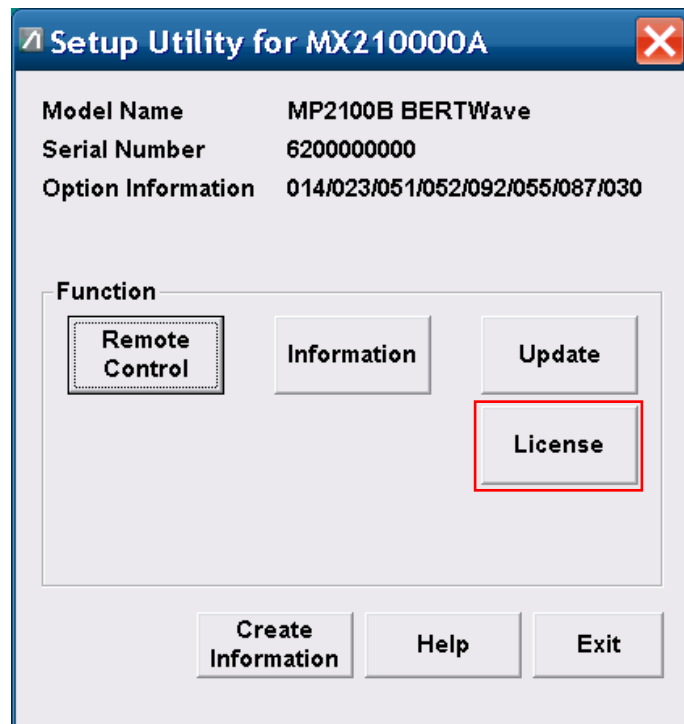 Setup Utility for MX210000A
Model Name MP2100B BERTWave
Serial Number 6200000000
Option Information 014/023/051/052/092/055/087/030
Function
Remote
Control
Information
Update
License
Create
Information
Help
Exit